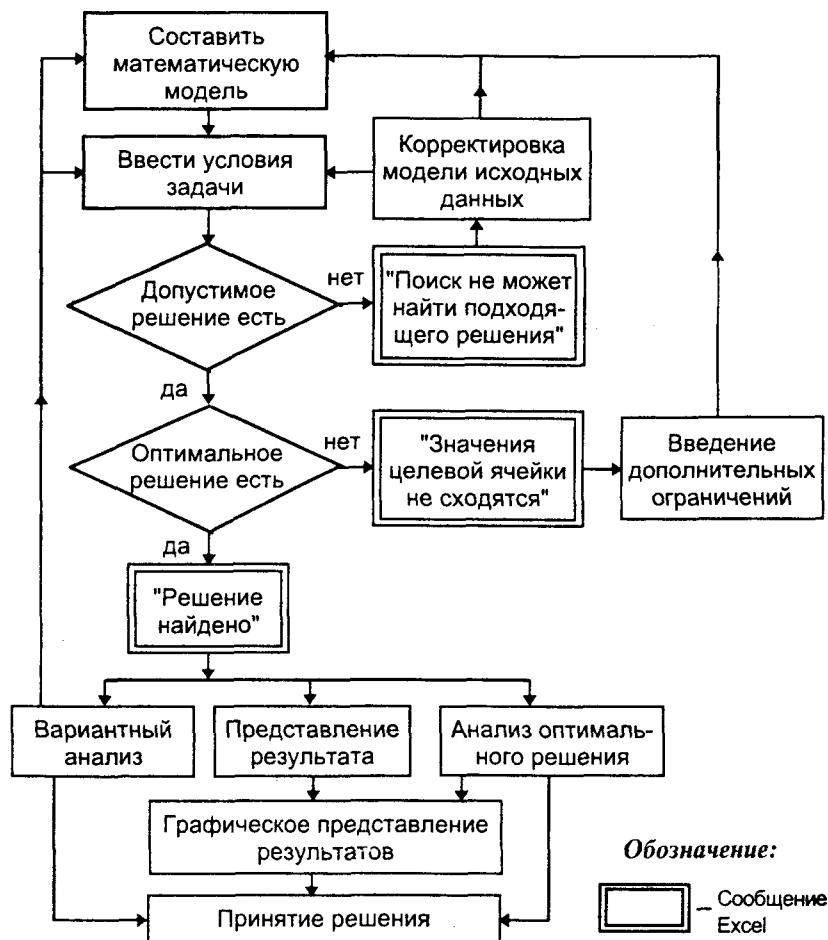 Составить
математическую
модель
Ввести условия
задачи
Корректировка
модели исходных
данных
Допустимое
решение есть
нет
"Поиск не может
найти подходя-
щего решения"
да
Оптимальное
решение есть
нет
"Значения
целевой ячейки
не сходятся"
Введение
дополнительных
ограничений
да
"Решение
найдено"
Вариантный
анализ
Представление
результата
Анализ оптималь-
ного решения
Графическое представление
результатов
Принятие решения
Обозначение:
– Сообщение
Excel